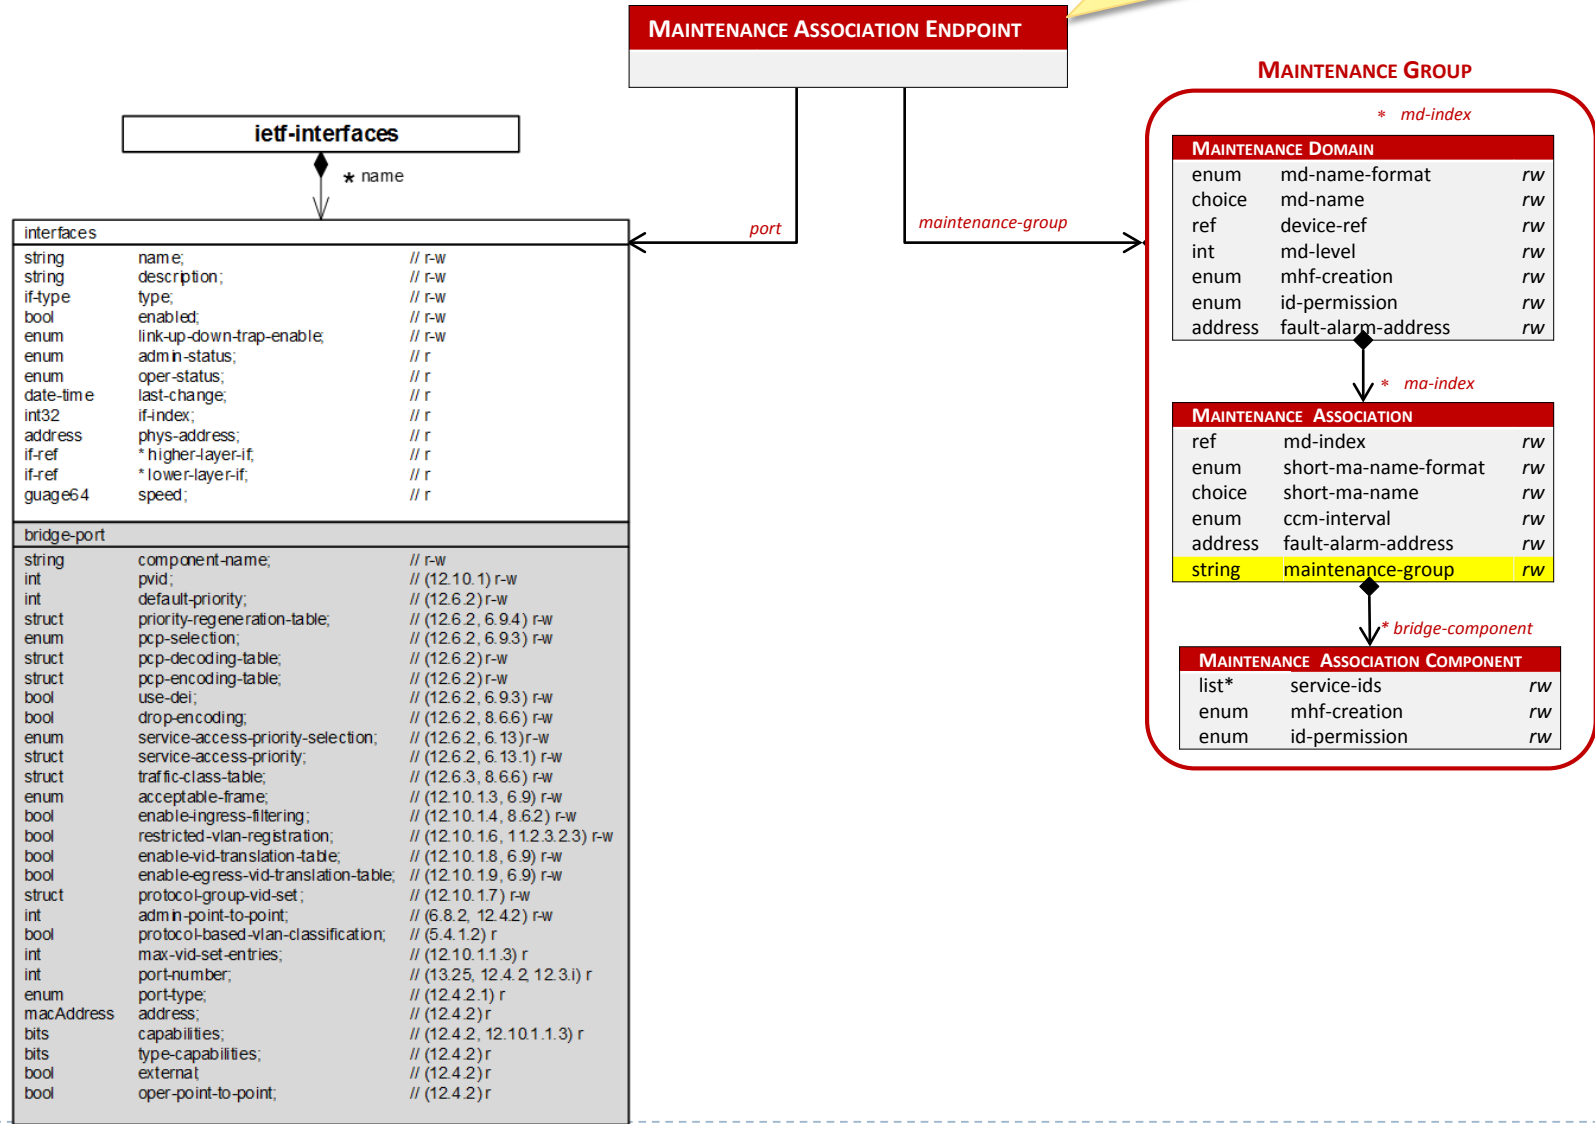 MAINTENANCE ASSOCIATION ENDPOINT
MAINTENANCE GROUP
* md-index
ietf-interfaces
* name
port
maintenance-group
interfaces
string name; // r-w
string description; // r-w
if-type type; // r-w
bool enabled; // r-w
enum link-up-down-trap-enable; // r-w
enum admin-status; // r
enum oper-status; // r
date-time last-change; // r
int32 if-index; // r
address phys-address; // r
if-ref * higher-layer-if; // r
if-ref * lower-layer-if; // r
guage64 speed; // r
bridge-port
string component-name; // r-w
int pvid; // (12.10.1) r-w
int default-priority; // (12.6.2) r-w
struct priority-regeneration-table; // (12.6.2, 6.9.4) r-w
enum pcp-selection; // (12.6.2, 6.9.3) r-w
struct pcp-decoding-table; // (12.6.2) r-w
struct pcp-encoding-table; // (12.6.2) r-w
bool use-dei; // (12.6.2, 6.9.3) r-w
bool drop-encoding; // (12.6.2, 8.6.6) r-w
enum service-access-priority-selection; // (12.6.2, 6.13) r-w
struct service-access-priority; // (12.6.2, 6.13.1) r-w
struct traffic-class-table; // (12.6.3, 8.6.6) r-w
enum acceptable-frame; // (12.10.1.3, 6.9) r-w
bool enable-ingress-filtering; // (12.10.1.4, 8.6.2) r-w
bool restricted-vlan-registration; // (12.10.1.6, 11.2.3.2.3) r-w
bool enable-vid-translation-table; // (12.10.1.8, 6.9) r-w
bool enable-egress-vid-translation-table; // (12.10.1.9, 6.9) r-w
struct protocol-group-vid-set; // (12.10.1.7) r-w
int admin-point-to-point; // (6.8.2, 12.4.2) r-w
bool protocol-based-vlan-classification; // (5.4.1.2) r
int max-vid-set-entries; // (12.10.1.1.3) r
int port-number; // (13.25, 12.4.2, 12.3.i) r
enum port-type; // (12.4.2.1) r
macAddress address; // (12.4.2) r
bits capabilities; // (12.4.2, 12.10.1.1.3) r
bits type-capabilities; // (12.4.2) r
bool external; // (12.4.2) r
bool oper-point-to-point; // (12.4.2) r
MAINTENANCE DOMAIN
enum md-name-format rw
choice md-name rw
ref device-ref rw
int md-level rw
enum mhf-creation rw
enum id-permission rw
address fault-alarm-address rw
* ma-index
MAINTENANCE ASSOCIATION
ref md-index rw
enum short-ma-name-format rw
choice short-ma-name rw
enum ccm-interval rw
address fault-alarm-address rw
string maintenance-group rw
* bridge-component
MAINTENANCE ASSOCIATION COMPONENT
list* service-ids rw
enum mhf-creation rw
enum id-permission rw